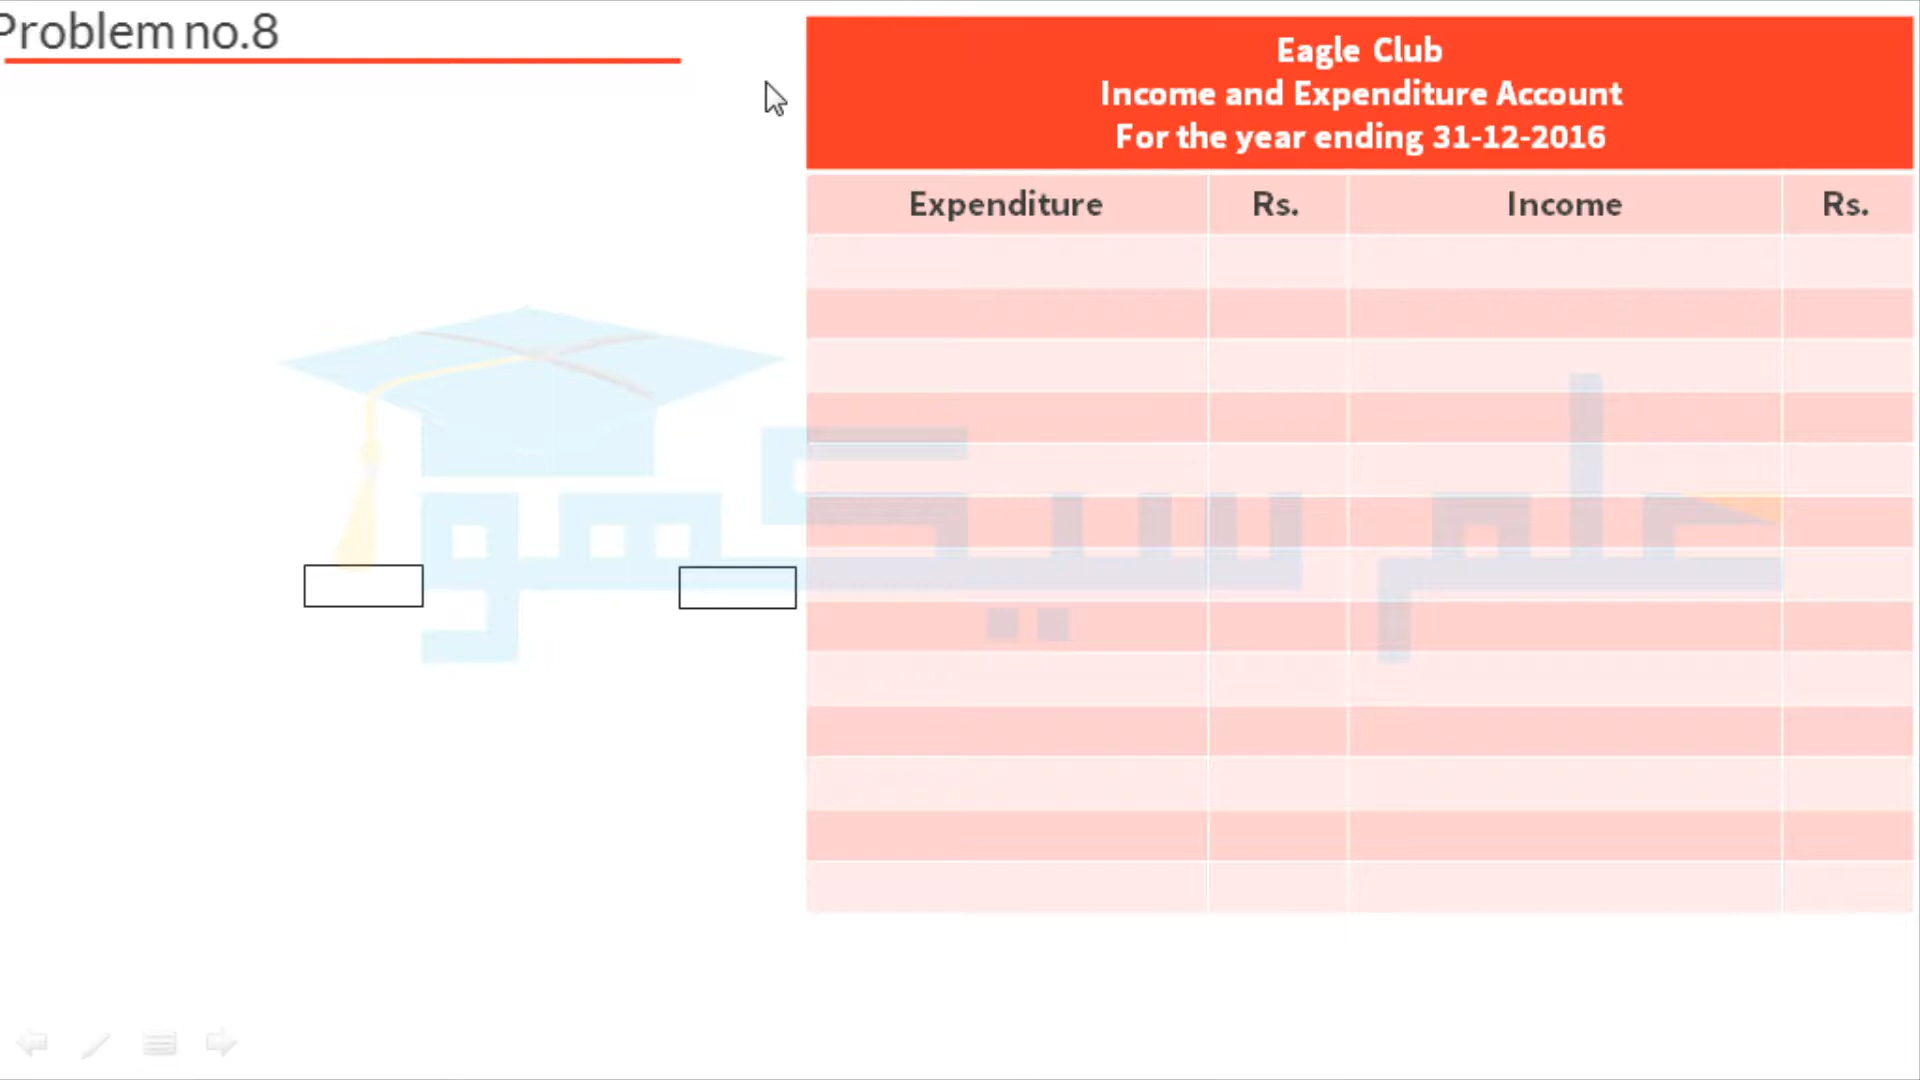 Problem no.8
Eagle Club
Income and Expenditure Account
For the year ending 31-12-2016
Expenditure Rs. Income Rs.
علم سیکھو